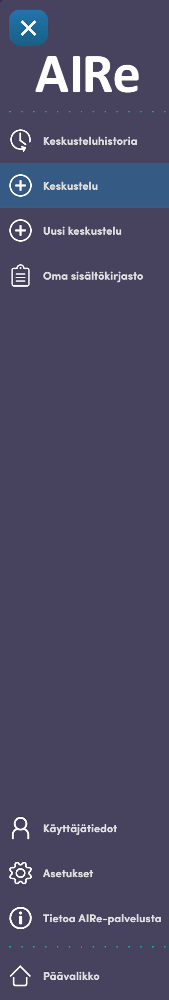 AIRe
Keskusteluhistoria
Keskustelu
Uusi keskustelu
Oma sisältökirjasto
Käyttäjätiedot
Asetukset
Tietoa AIRe-palvelusta
Päävalikko